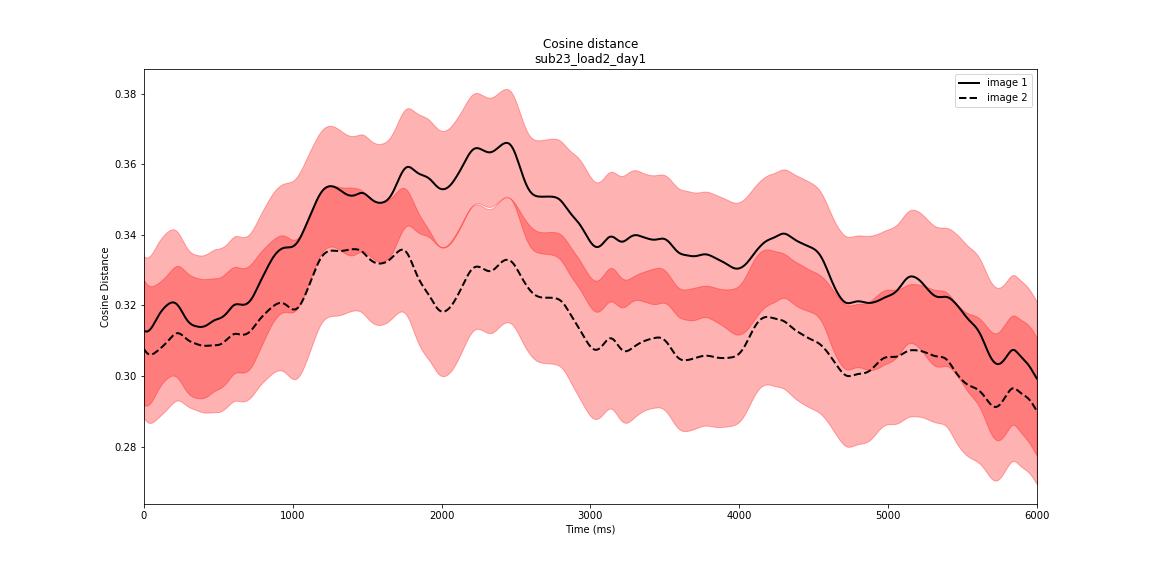 Cosine distance
sub23_load2_day1
image 1
image 2
0.38
0.36
0.34
0.32
0.30
0.28
Cosine Distance
0
1000
2000
3000
4000
5000
6000
Time (ms)